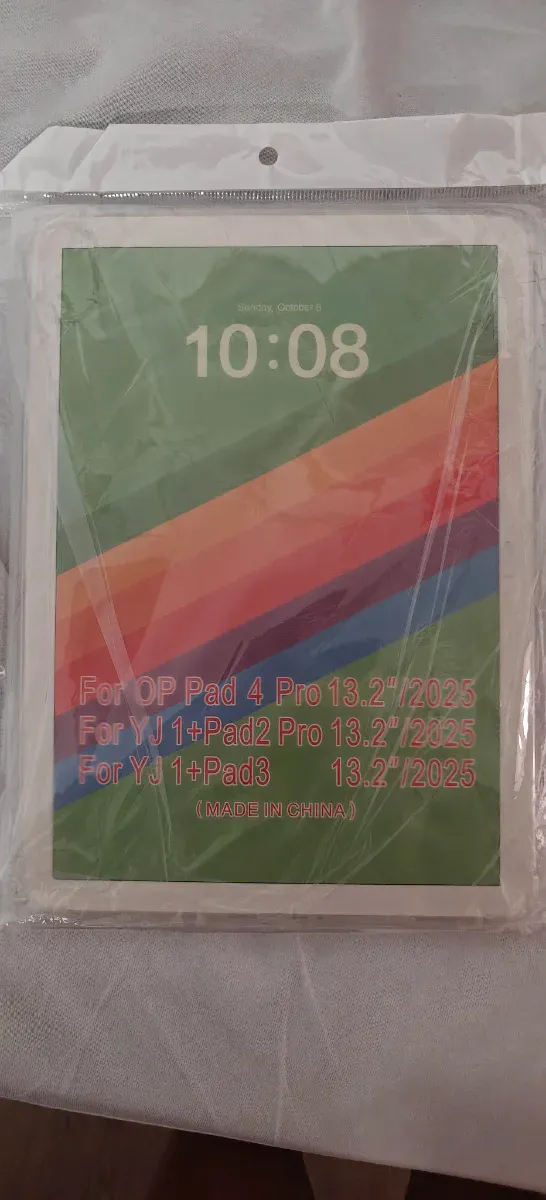 Sunday, October 8
10:08
For OP Pad 4 Pro 13.2"/2025
For YJ 1+Pad2 Pro 13.2"/2025
For YJ 1+Pad3 13.2"/2025
(MADE IN CHINA)